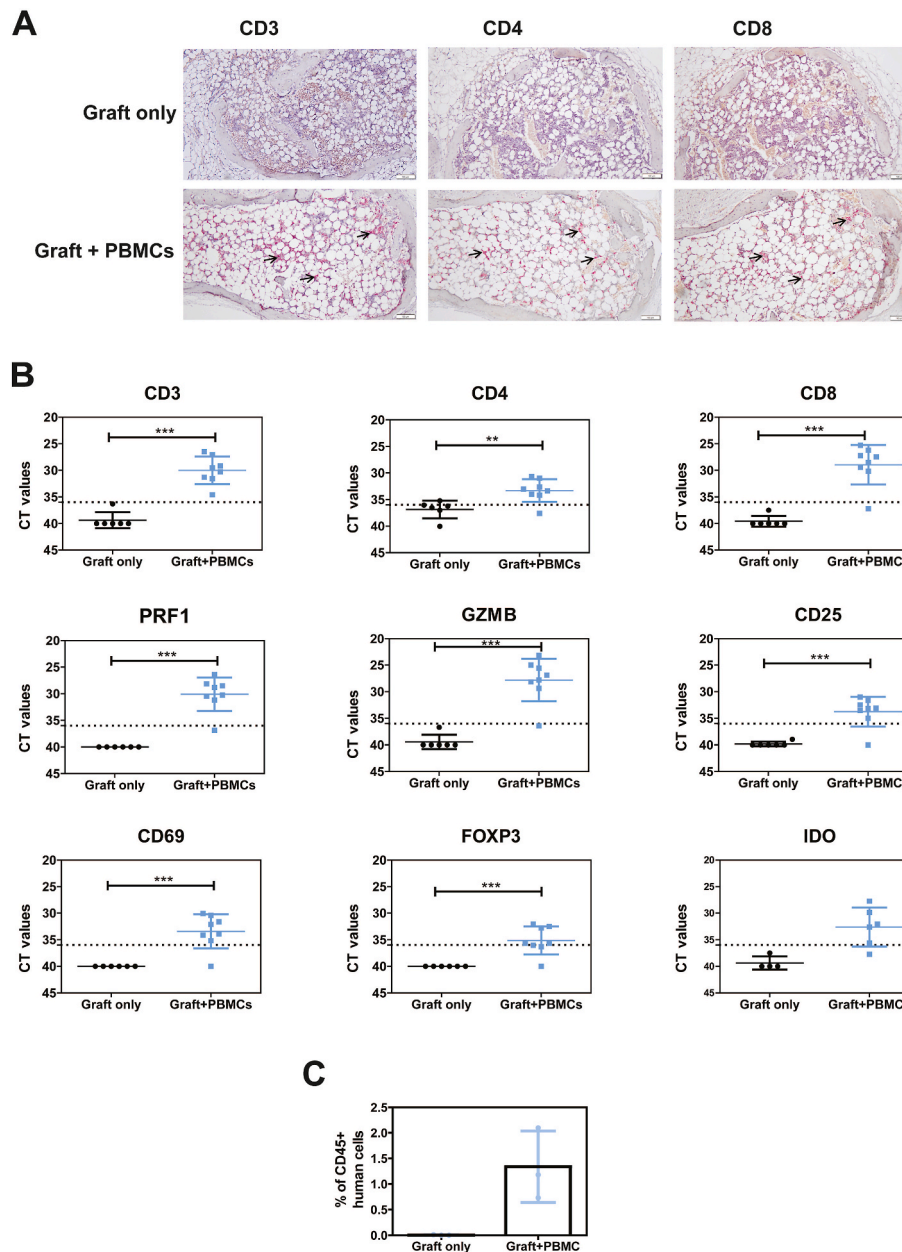 A
CD3 CD4 CD8
Graft only
Graft + PBMCs
B
CD3
CT values
20
25
30
35
40
45
***
Graft only Graft+PBMCs
CD4
CT values
20
25
30
35
40
45
**
Graft only Graft+PBMCs
CD8
CT values
20
25
30
35
40
45
***
Graft only Graft+PBMC
PRF1
CT values
20
25
30
35
40
45
***
Graft only Graft+PBMCs
GZMB
CT values
20
25
30
35
40
45
***
Graft only Graft+PBMCs
CD25
CT values
20
25
30
35
40
45
***
Graft only Graft+PBMCs
CD69
CT values
20
25
30
35
40
45
***
Graft only Graft+PBMCs
FOXP3
CT values
20
25
30
35
40
45
***
Graft only Graft+PBMCs
IDO
CT values
20
25
30
35
40
45
Graft only Graft+PBMCs
C
% of CD45+
human cells
2.5
2.0
1.5
1.0
0.5
0.0
Graft only Graft+PBMC